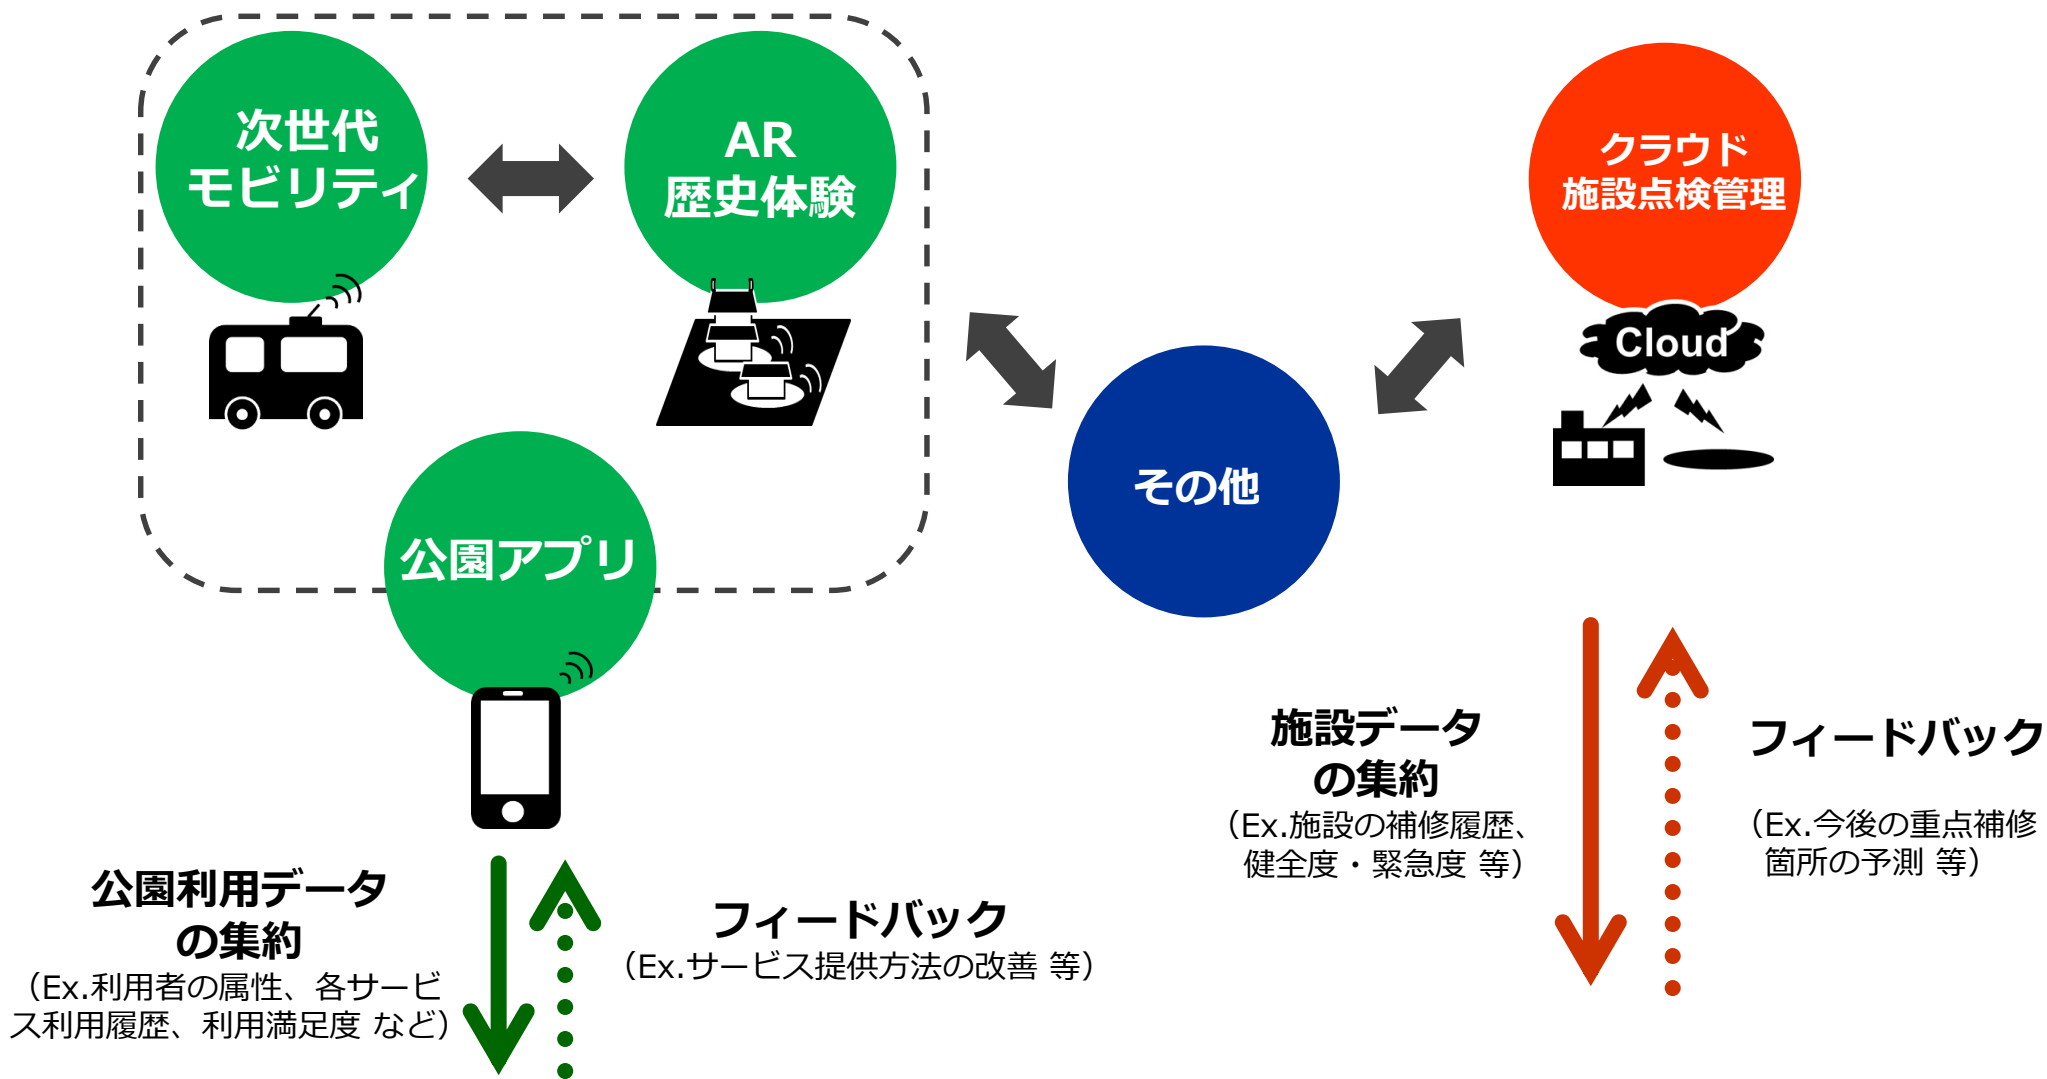 次世代
モビリティ
AR
歴史体験
クラウド
施設点検管理
Cloud
その他
公園アプリ
施設データ
の集約
(Ex.施設の補修履歴、
健全度・緊急度 等)
フィードバック
(Ex.今後の重点補修
箇所の予測 等)
公園利用データ
の集約
(Ex.利用者の属性、各サービ
ス利用履歴、利用満足度 など)
フィードバック
(Ex.サービス提供方法の改善 等)